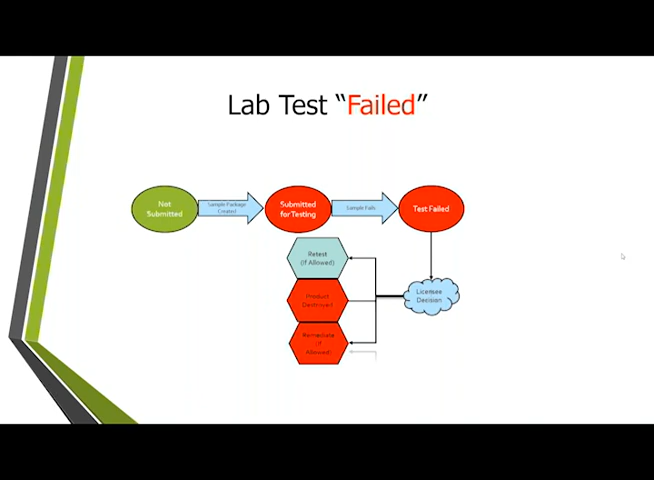 Lab Test “Failed”
Not
Submitted
Sample Package
Created
Submitted
for Testing
Sample Fails
Test Failed
Retest
(If Allowed)
Product
Destroyed
Licensee
Decision
Remediate
(If
Allowed)